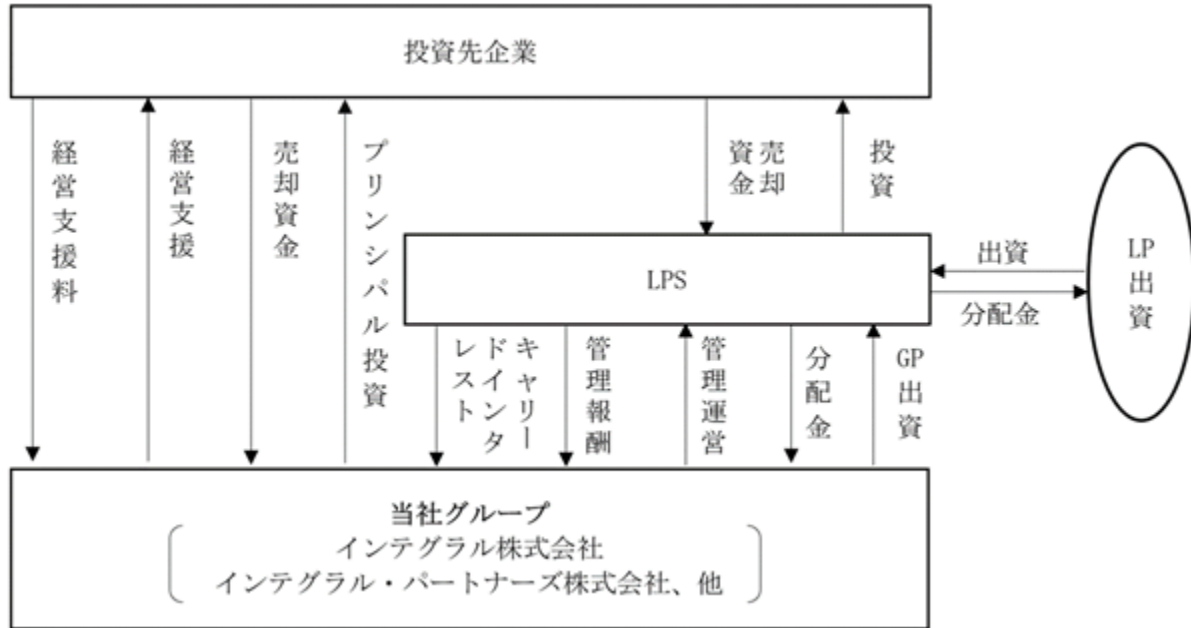 投資先企業
経営支援料
経営支援
売却資金
プリンシパル投資
売却
資金
投資
LPS
出資
分配金
LP
出資
キャリー
ドインタ
レスト
管理報酬
管理運営
分配金
GP
出資
当社グループ
インテグラル株式会社
インテグラル・パートナーズ株式会社、他